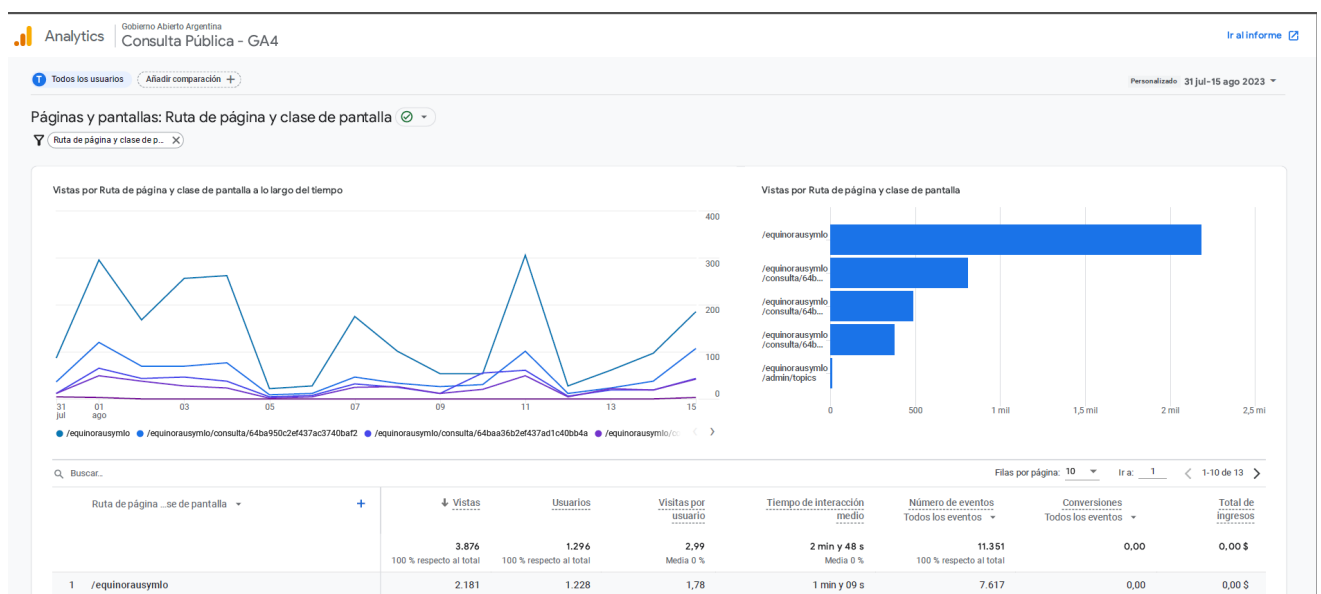 Analytics
Gobierno Abierto Argentina
Consulta Pública - GA4
Ir al informe
T Todos los usuarios
Añadir comparación +
Personalizado 31 jul-15 ago 2023
Páginas y pantallas: Ruta de página y clase de pantalla
Ruta de página y clase de p... X
Vistas por Ruta de página y clase de pantalla a lo largo del tiempo
400
300
200
100
0
31 jul
01 ago
03
05
07
09
11
13
15
/equinorausymlo /equinorausymlo/consulta/64ba950c2ef437ac3740baf2 /equinorausymlo/consulta/64baa36b2ef437ad1c40bb4a /equinorausymlo/c
Vistas por Ruta de página y clase de pantalla
/equinorausymlo
/equinorausymlo
/consulta/64b...
/equinorausymlo
/consulta/64b...
/equinorausymlo
/consulta/64b...
/equinorausymlo
/admin/topics
0 500 1 mil 1,5 mil 2 mil 2,5 mi
Buscar...
Filas por página: 10 Ir a: 1 < 1-10 de 13 >
Ruta de página ...se de pantalla +
Vistas
Usuarios
Visitas por usuario
Tiempo de interacción medio
Número de eventos
Todos los eventos
Conversiones
Todos los eventos
Total de ingresos
3.876 1.296 2,99 2 min y 48 s 11.351 0,00 0,00 $
100 % respecto al total 100 % respecto al total Media 0 % Media 0 % 100 % respecto al total
1 /equinorausymlo 2.181 1.228 1,78 1 min y 09 s 7.617 0,00 0,00 $